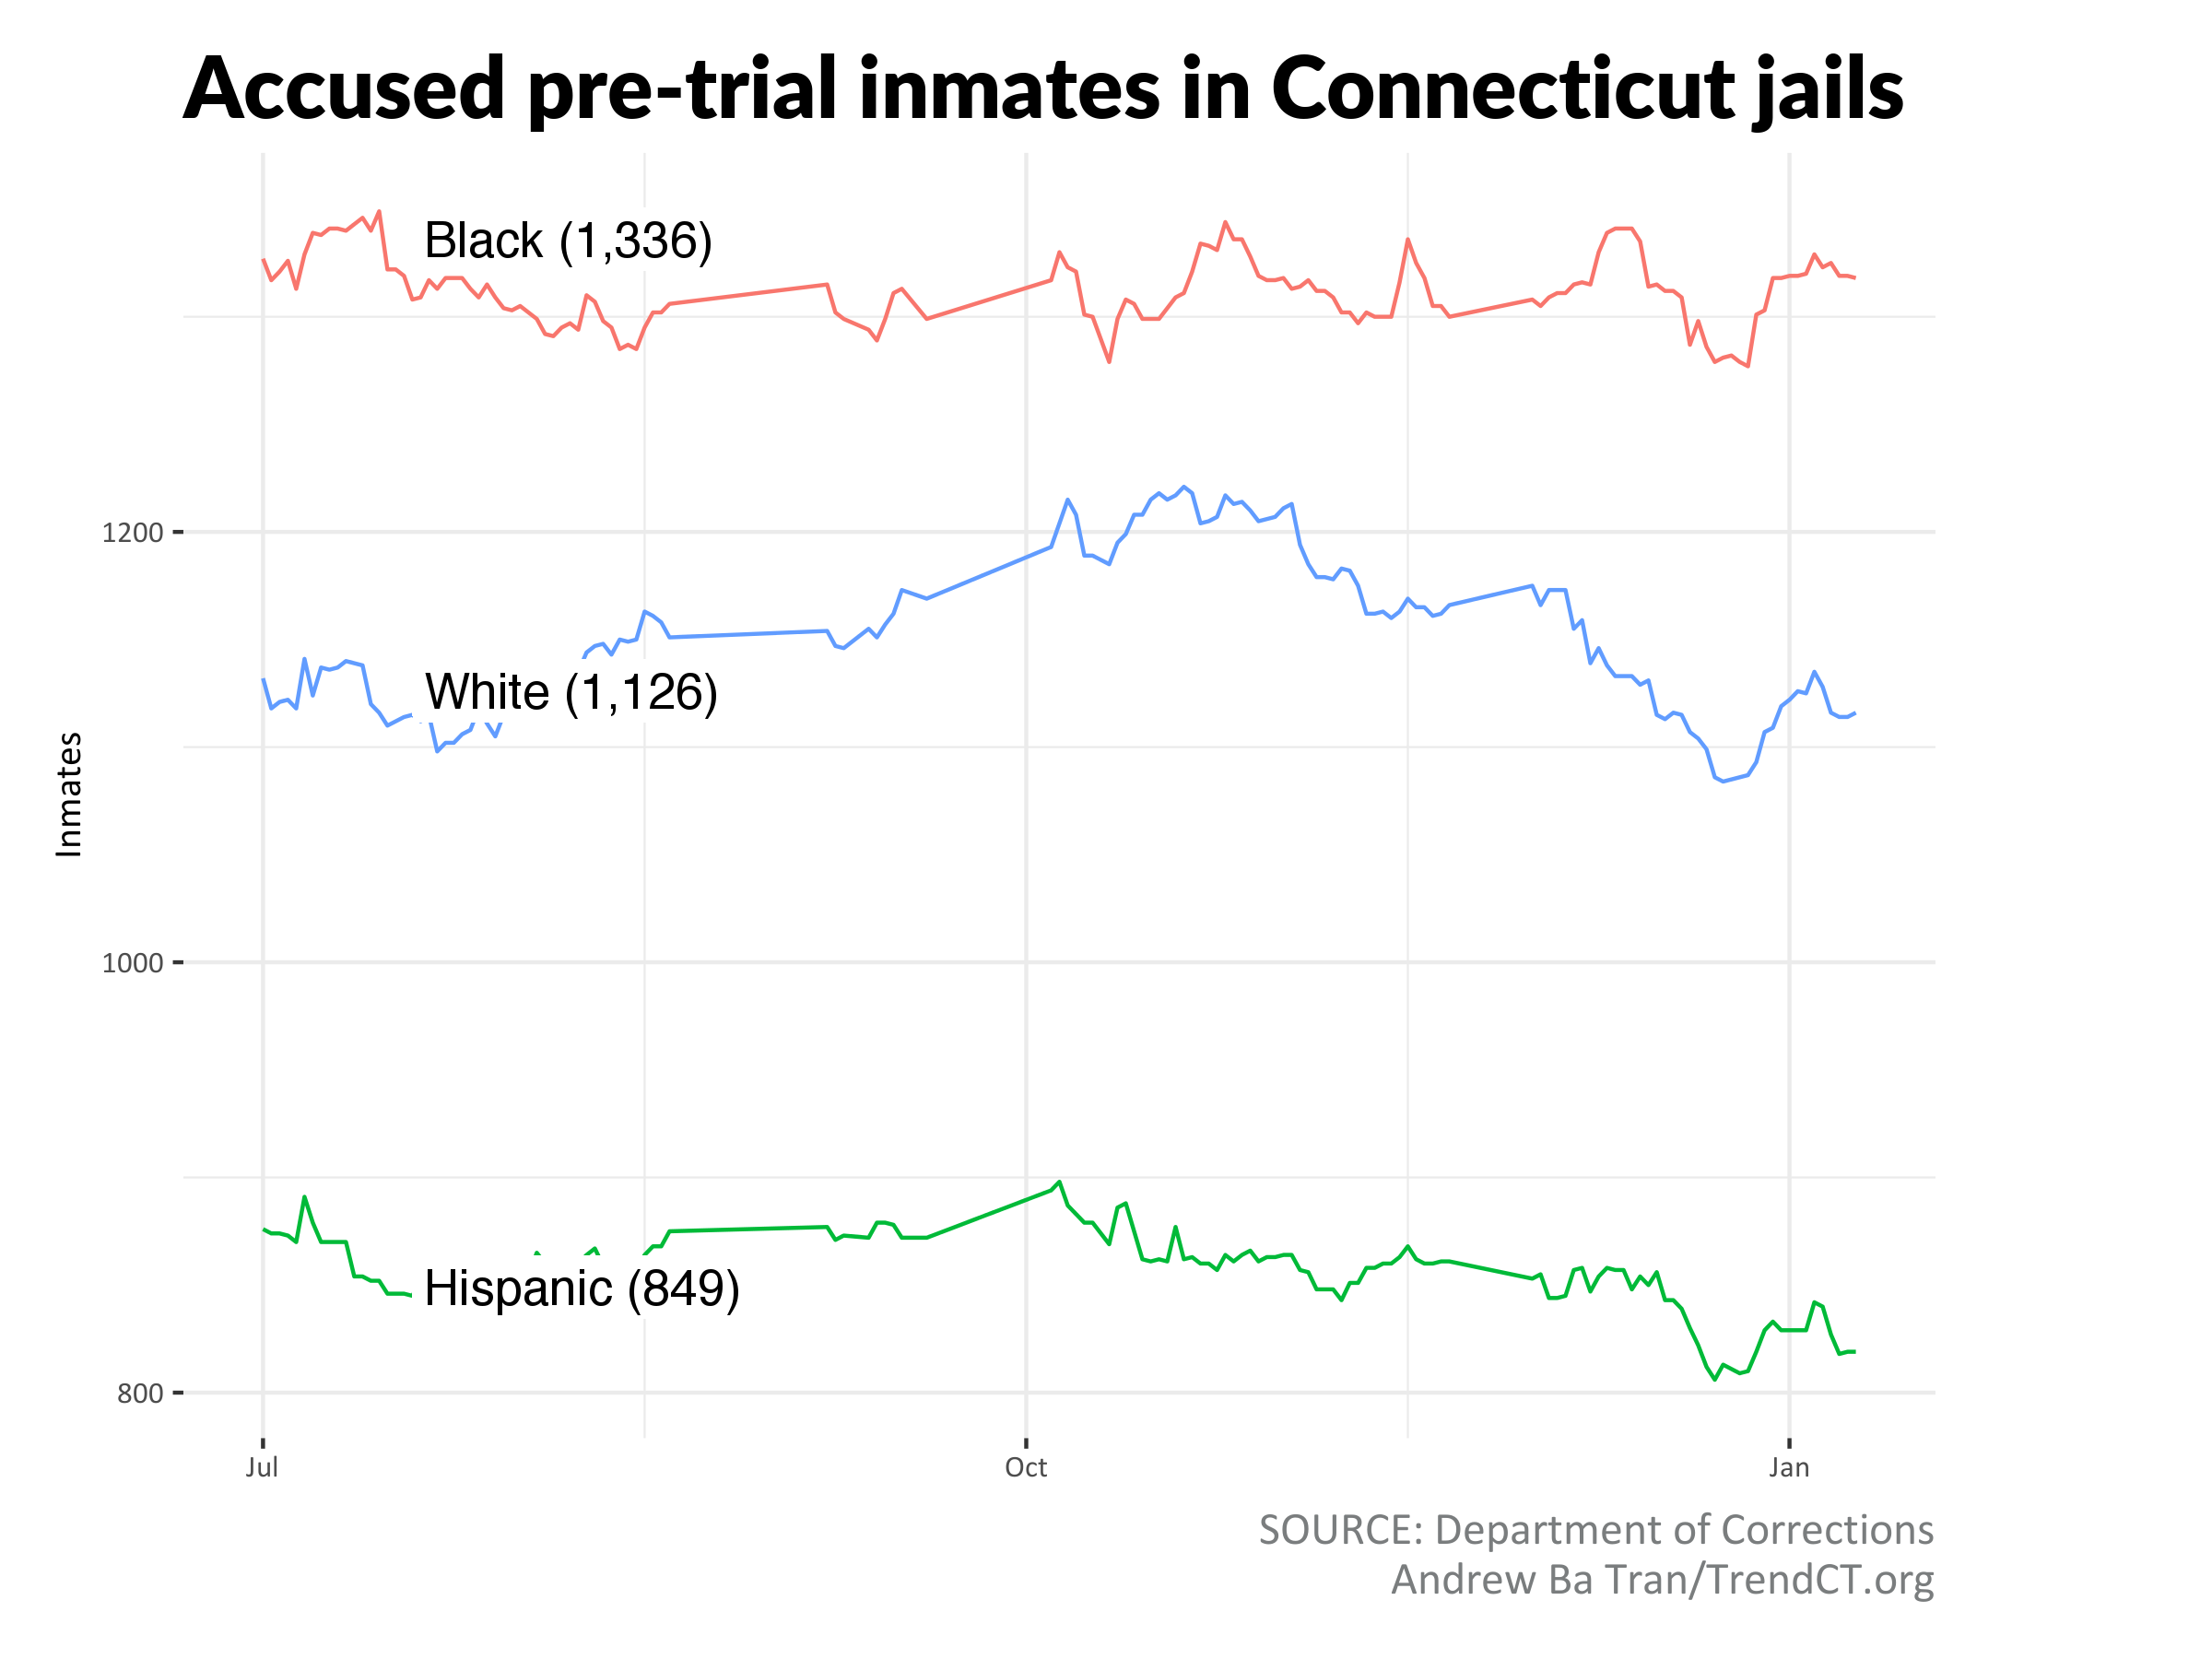 Accused pre-trial inmates in Connecticut jails
Black (1,336)
1200
White (1,126)
Inmates
1000
Hispanic (849)
800
Jul
Oct
Jan
SOURCE: Department of Corrections
Andrew Ba Tran/TrendCT.org